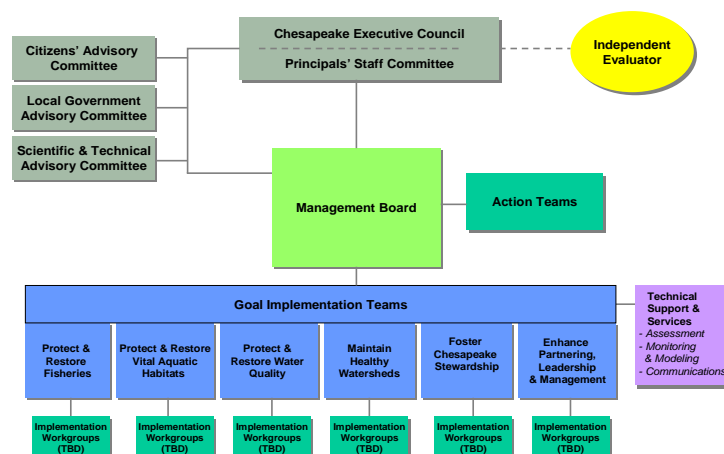 Chesapeake Executive Council
Principals' Staff Committee
Independent
Evaluator
Citizens' Advisory
Committee
Local Government
Advisory Committee
Scientific & Technical
Advisory Committee
Management Board
Action Teams
Goal Implementation Teams
Technical
Support &
Services
- Assessment
- Monitoring
& Modeling
- Communications
Protect &
Restore
Fisheries
Protect & Restore
Vital Aquatic
Habitats
Protect &
Restore Water
Quality
Maintain
Healthy
Watersheds
Foster
Chesapeake
Stewardship
Enhance
Partnering,
Leadership
& Management
Implementation
Workgroups
(TBD)
Implementation
Workgroups
(TBD)
Implementation
Workgroups
(TBD)
Implementation
Workgroups
(TBD)
Implementation
Workgroups
(TBD)
Implementation
Workgroups
(TBD)